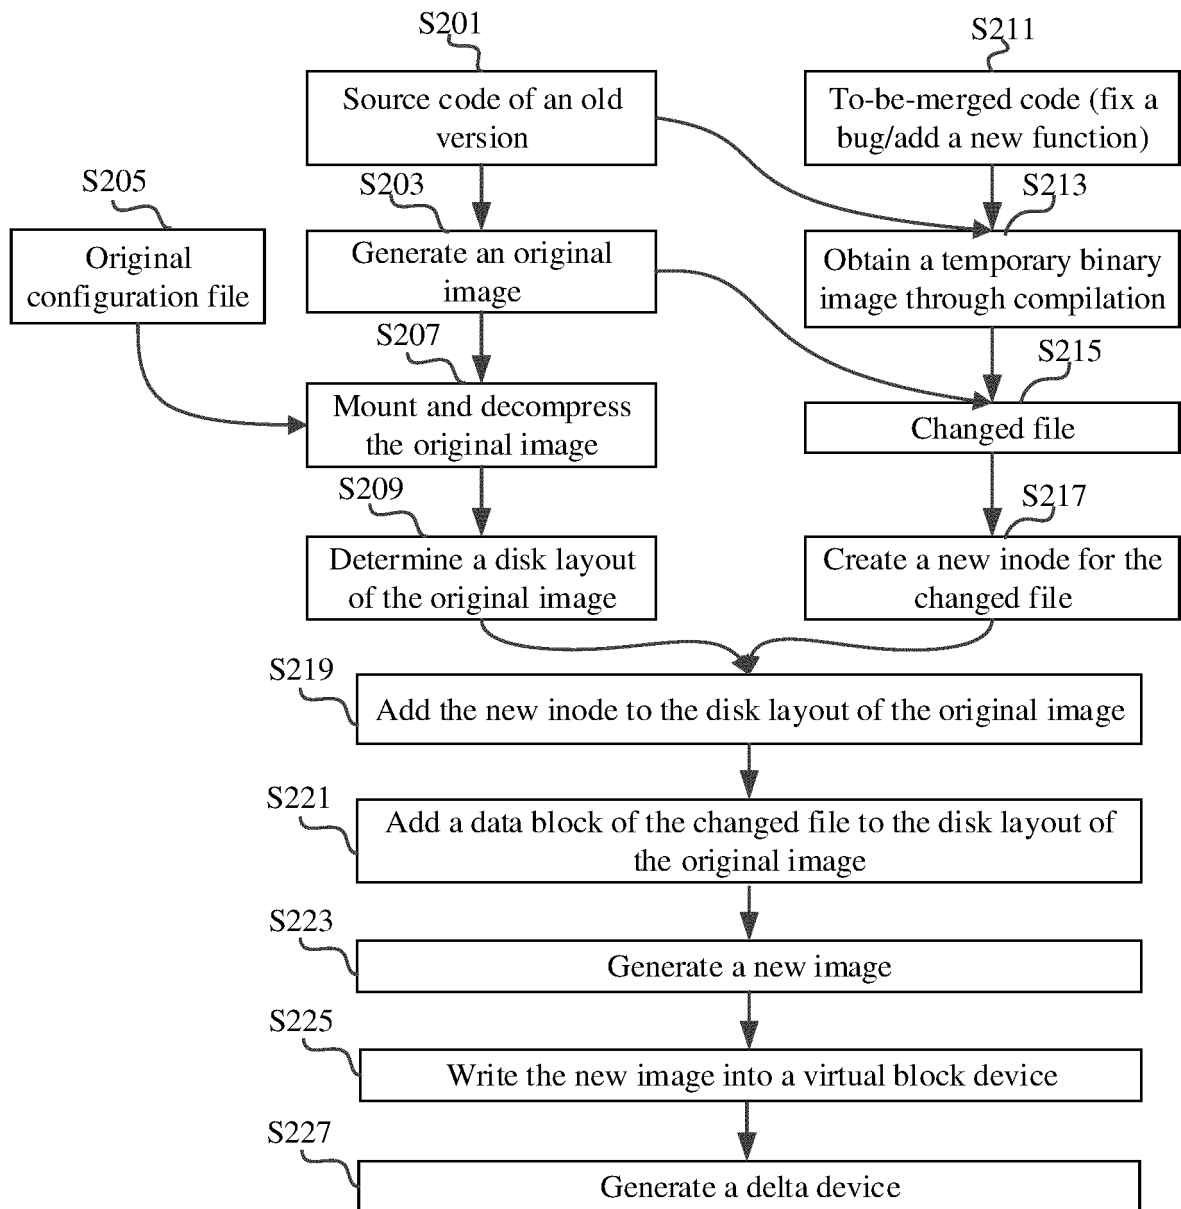 S201
S211
Source code of an old
version
To-be-merged code (fix a
bug/add a new function)
S205
S203
S213
Original
configuration file
Generate an original
image
Obtain a temporary binary
image through compilation
S207
S215
Mount and decompress
the original image
Changed file
S209
S217
Determine a disk layout
of the original image
Create a new inode for the
changed file
S219
Add the new inode to the disk layout of the original image
S221
Add a data block of the changed file to the disk layout of
the original image
S223
Generate a new image
S225
Write the new image into a virtual block device
S227
Generate a delta device